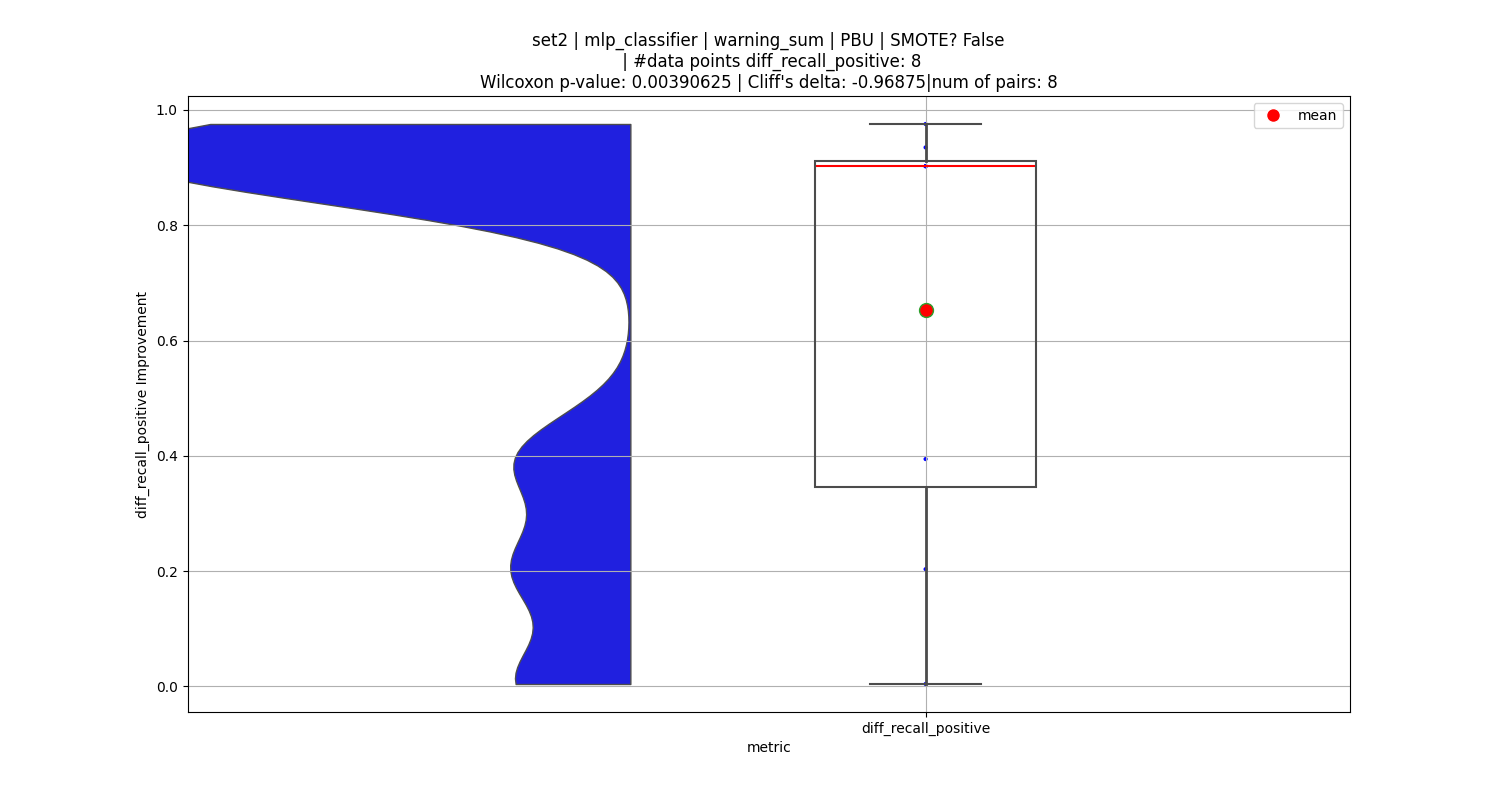 set2 | mlp_classifier | warning_sum | PBU | SMOTE? False
| #data points diff_recall_positive: 8
Wilcoxon p-value: 0.00390625 | Cliff's delta: -0.96875|num of pairs: 8
mean
1.0
0.8
0.6
0.4
0.2
0.0
diff_recall_positive Improvement
diff_recall_positive
metric